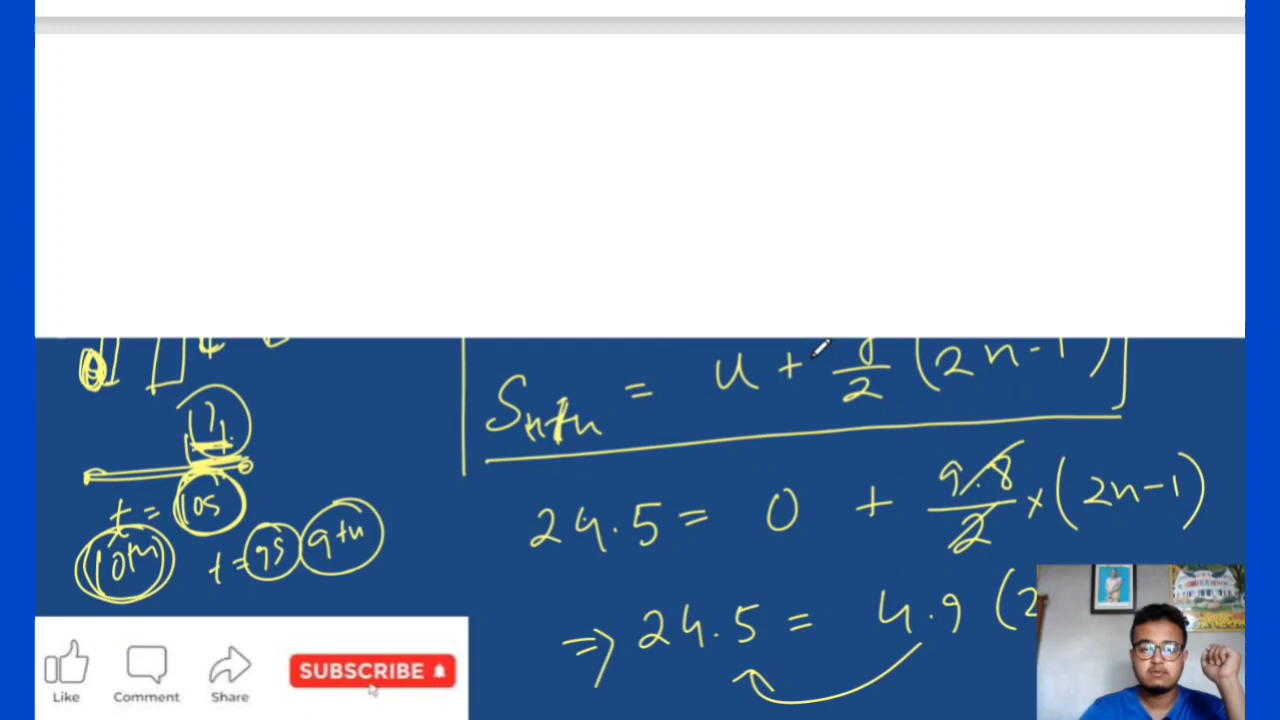 S_nth = u + g/2 (2n-1)
24.5 = 0 + 9.8/2 × (2n-1)
⇒ 24.5 = 4.9 (2
t = 10s
10th t = 9s 9th
Like Comment Share SUBSCRIBE